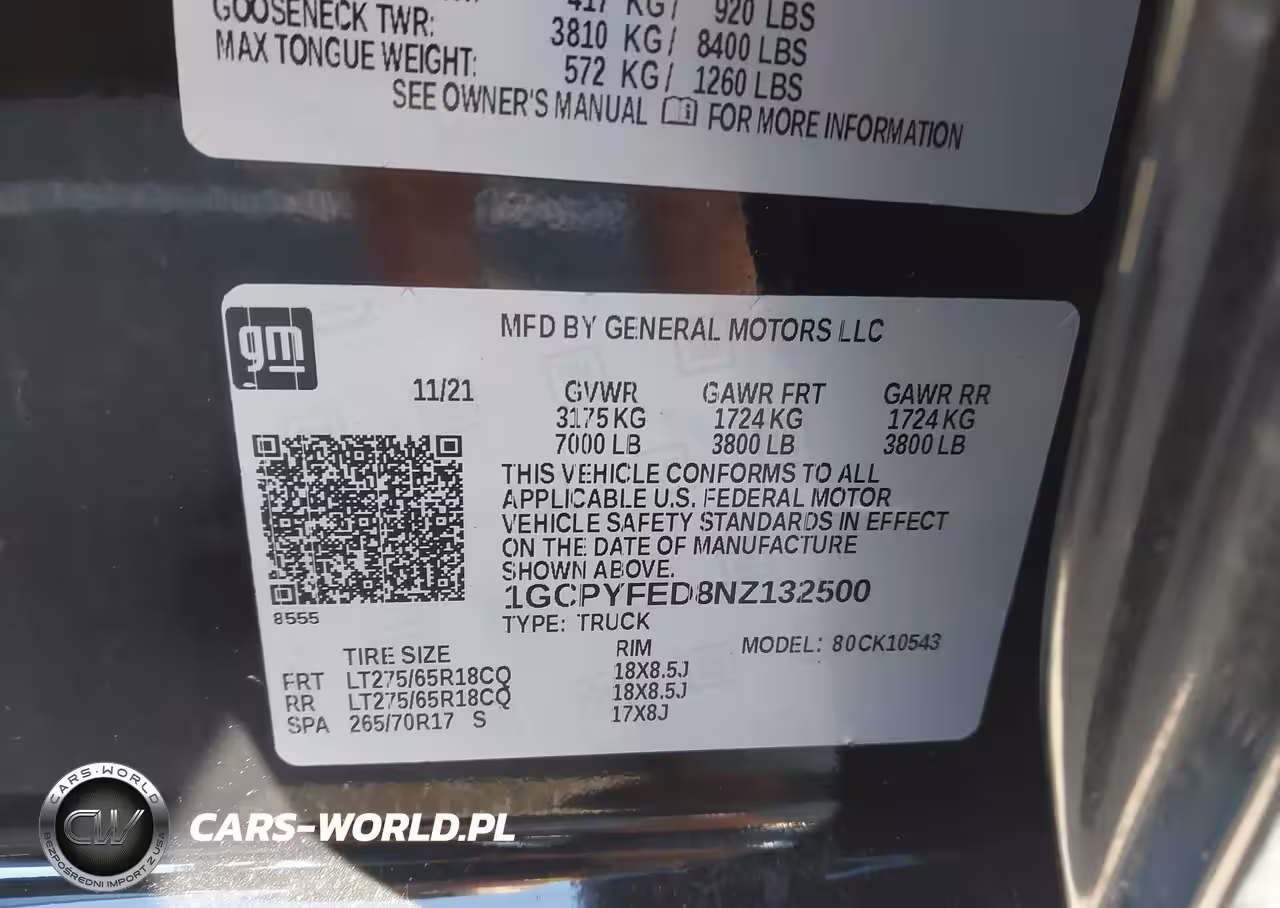 417 KG/ 920 LBS
GOOSENECK TWR: 3810 KG/ 8400 LBS
MAX TONGUE WEIGHT: 572 KG/ 1260 LBS
SEE OWNER'S MANUAL FOR MORE INFORMATION
gm
MFD BY GENERAL MOTORS LLC
11/21 GVWR GAWR FRT GAWR RR
3175 KG 1724 KG 1724 KG
7000 LB 3800 LB 3800 LB
THIS VEHICLE CONFORMS TO ALL
APPLICABLE U.S. FEDERAL MOTOR
VEHICLE SAFETY STANDARDS IN EFFECT
ON THE DATE OF MANUFACTURE
SHOWN ABOVE.
1GCPYFED8NZ132500
8555
TYPE: TRUCK
TIRE SIZE RIM MODEL: 80CK10543
FRT LT275/65R18CQ 18X8.5J
RR LT275/65R18CQ 18X8.5J
SPA 265/70R17 S 17X8J
CARS-WORLD
CW
BEZPOŚREDNI IMPORT Z USA
CARS-WORLD.PL